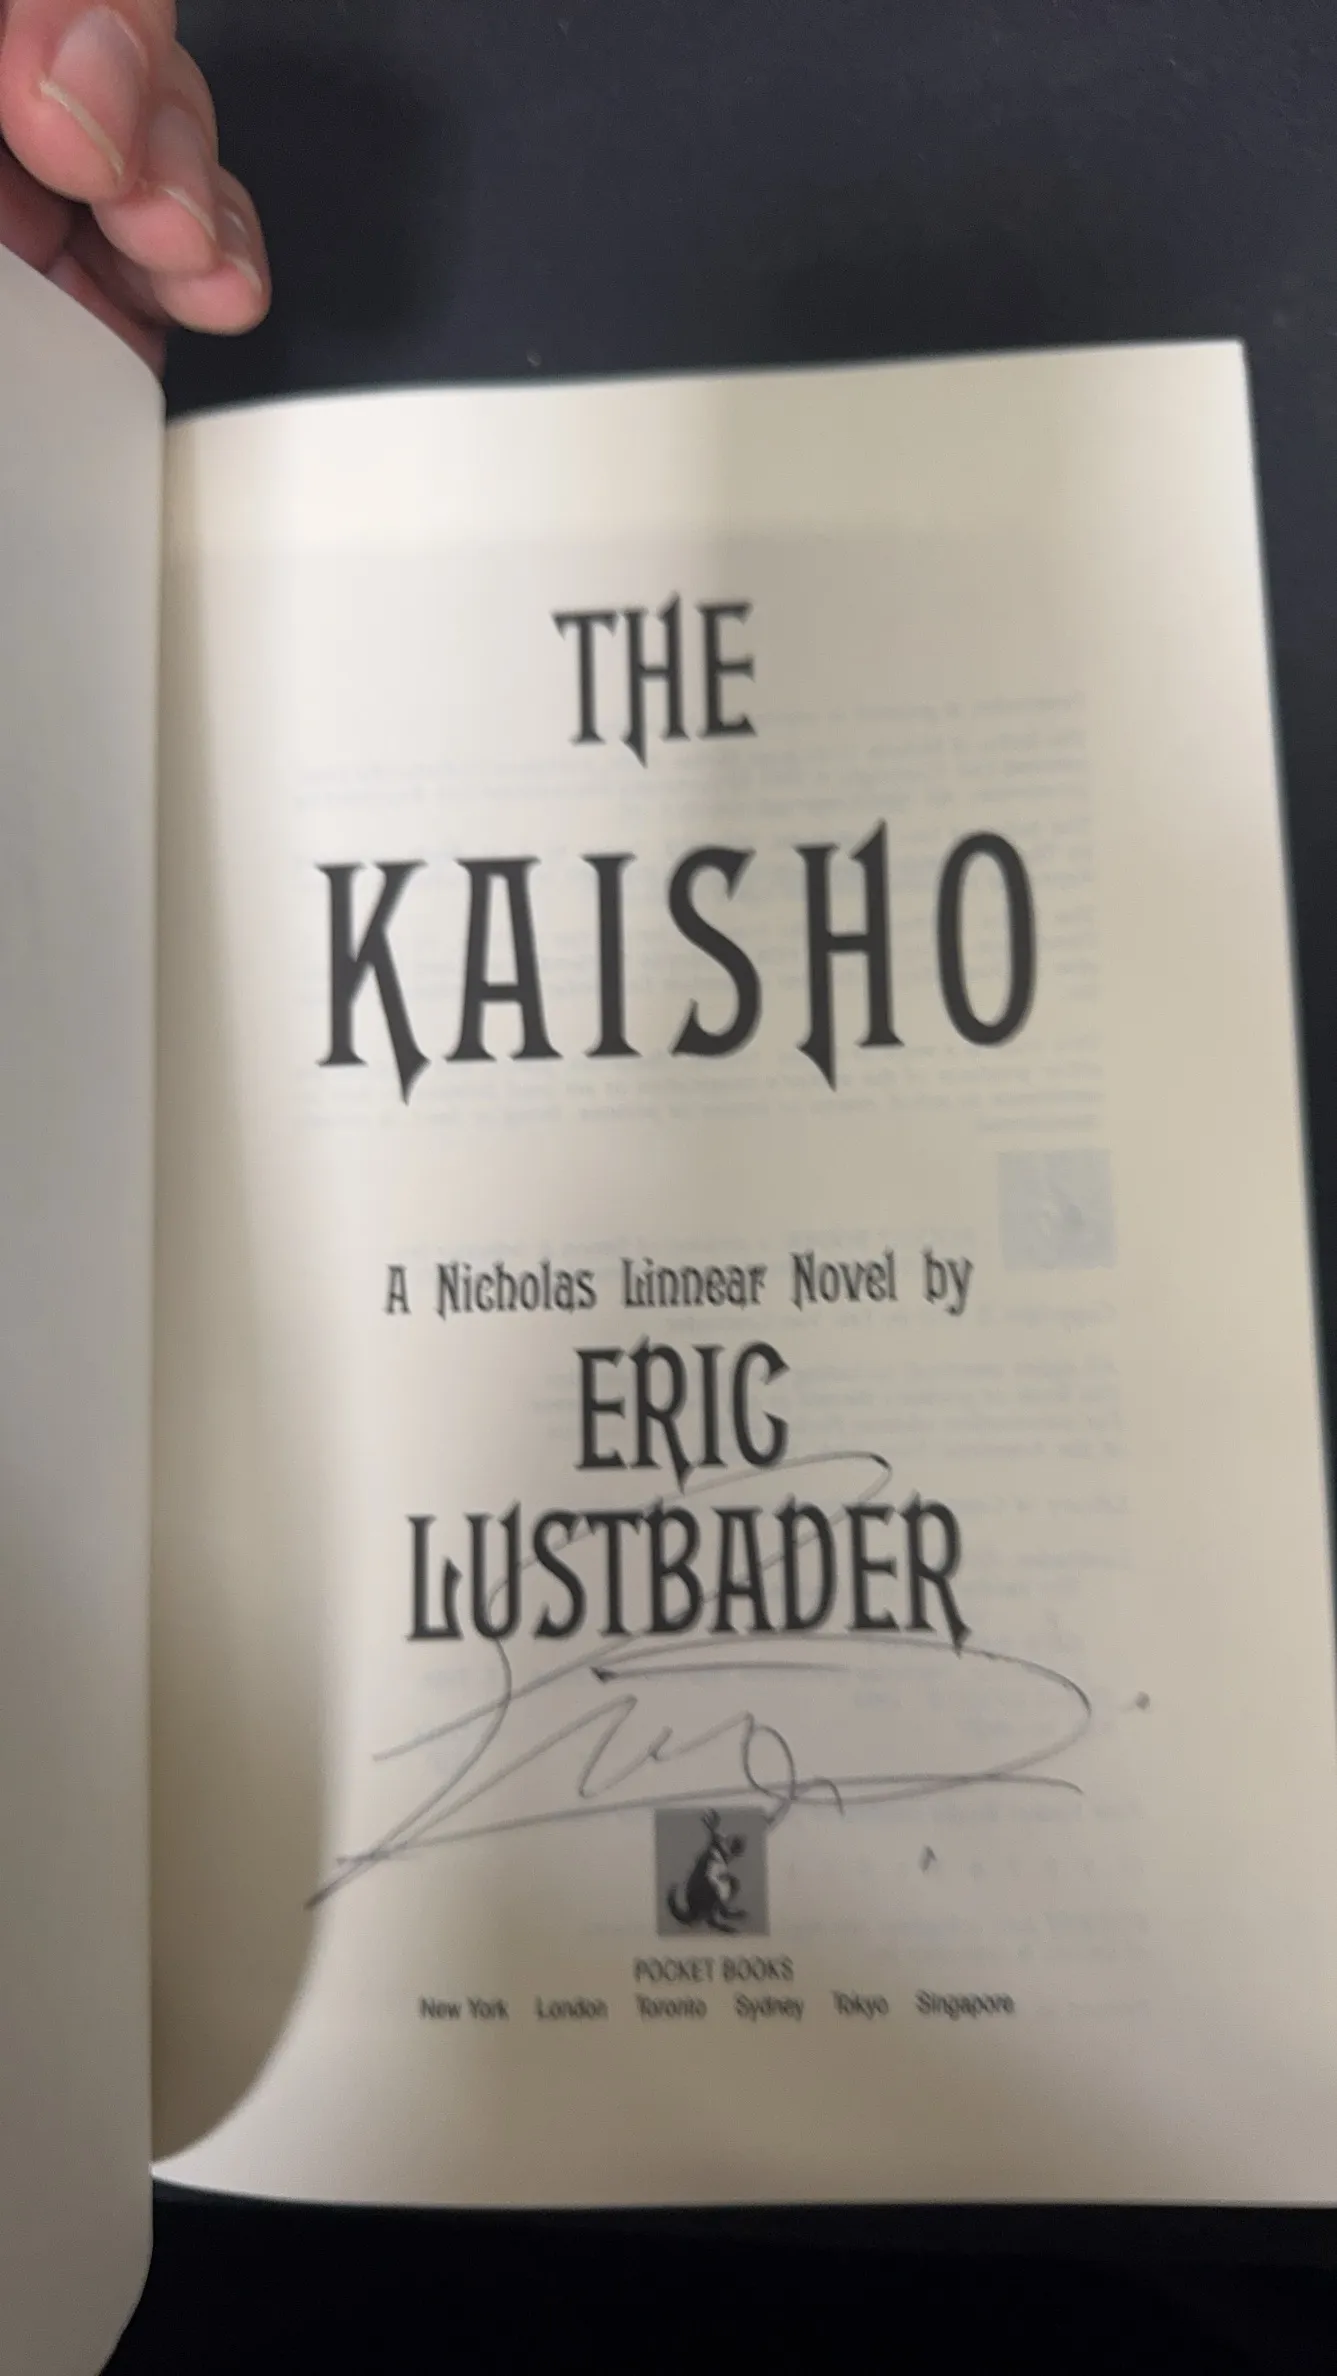 THE
KAISHO
A Nicholas Linnear Novel by
ERIC
LUSTBADER
POCKET BOOKS
New York London Toronto Sydney Tokyo Singapore